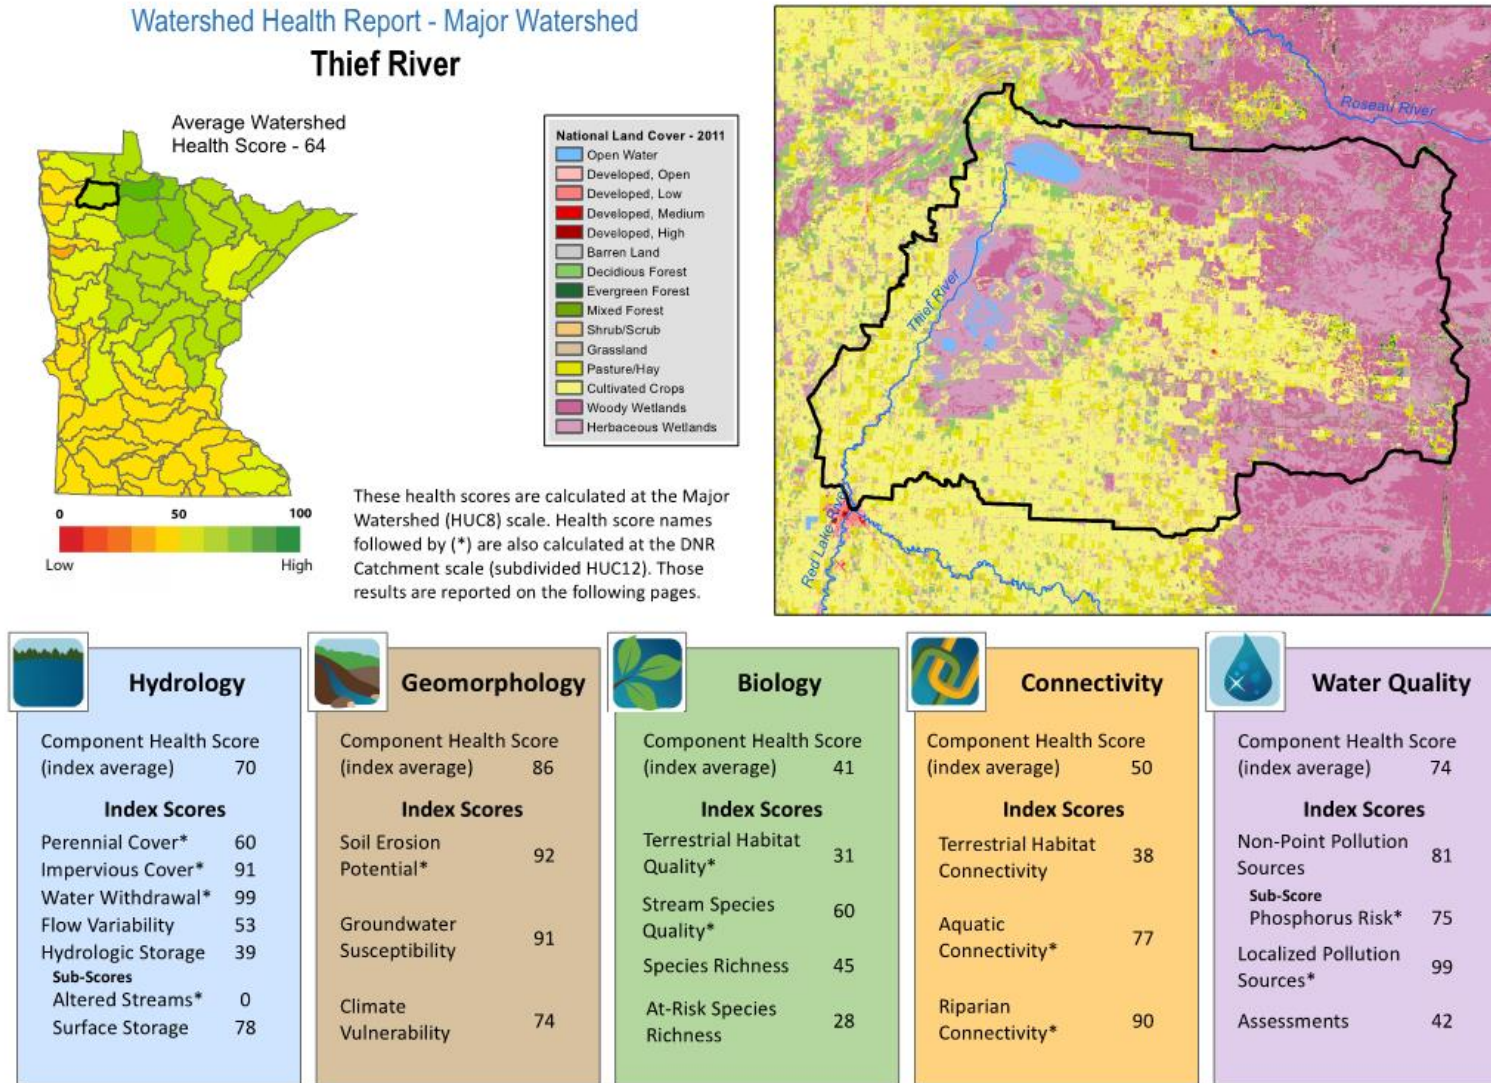 Watershed Health Report - Major Watershed
Thief River
Average Watershed
Health Score - 64
0 50 100
Low High
These health scores are calculated at the Major
Watershed (HUC8) scale. Health score names
followed by (*) are also calculated at the DNR
Catchment scale (subdivided HUC12). Those
results are reported on the following pages.
National Land Cover - 2011
Open Water
Developed, Open
Developed, Low
Developed, Medium
Developed, High
Barren Land
Decidious Forest
Evergreen Forest
Mixed Forest
Shrub/Scrub
Grassland
Pasture/Hay
Cultivated Crops
Woody Wetlands
Herbaceous Wetlands
Roseau River
Thief River
Red Lake River
Hydrology
Component Health Score
(index average) 70
Index Scores
Perennial Cover* 60
Impervious Cover* 91
Water Withdrawal* 99
Flow Variability 53
Hydrologic Storage 39
Sub-Scores
Altered Streams* 0
Surface Storage 78
Geomorphology
Component Health Score
(index average) 86
Index Scores
Soil Erosion
Potential* 92
Groundwater
Susceptibility 91
Climate
Vulnerability 74
Biology
Component Health Score
(index average) 41
Index Scores
Terrestrial Habitat
Quality* 31
Stream Species
Quality* 60
Species Richness 45
At-Risk Species
Richness 28
Connectivity
Component Health Score
(index average) 50
Index Scores
Terrestrial Habitat
Connectivity 38
Aquatic
Connectivity* 77
Riparian
Connectivity* 90
Water Quality
Component Health Score
(index average) 74
Index Scores
Non-Point Pollution
Sources 81
Sub-Score
Phosphorus Risk* 75
Localized Pollution
Sources* 99
Assessments 42